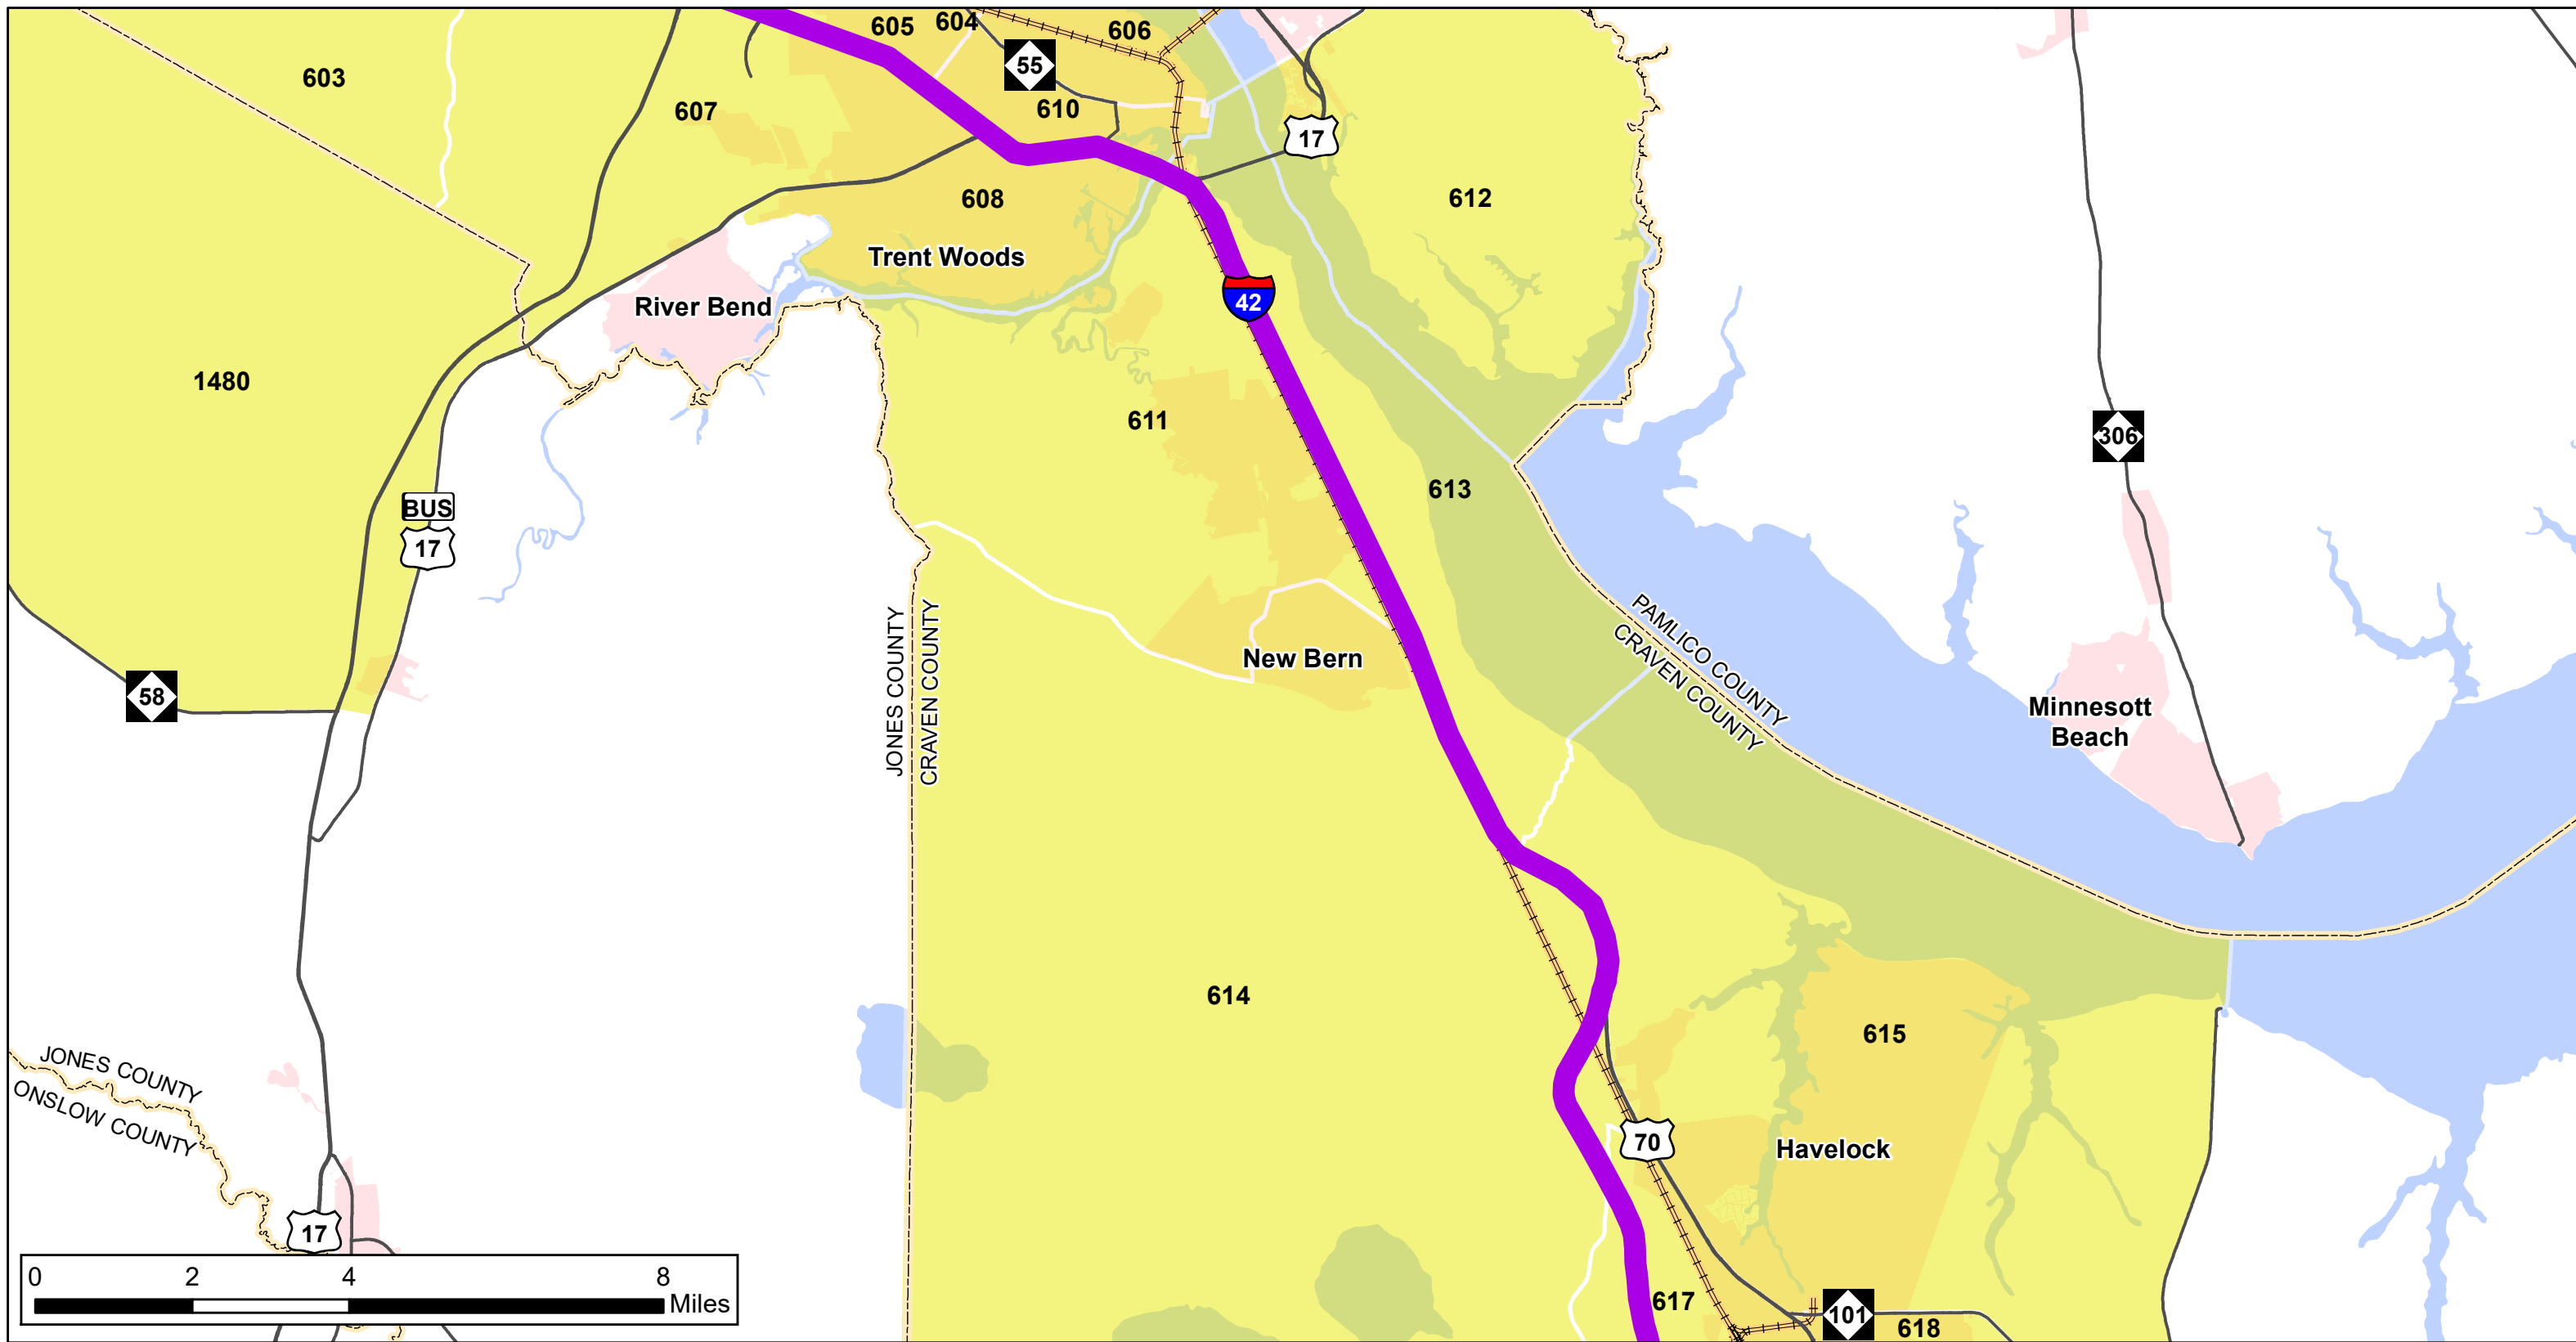 605
604
606
603
55
607
610
17
612
608
Trent Woods
River Bend
42
1480
611
306
613
BUS
17
JONES COUNTY
CRAVEN COUNTY
PAMLICO COUNTY
CRAVEN COUNTY
New Bern
58
Minnesott
Beach
614
615
JONES COUNTY
ONSLOW COUNTY
70
Havelock
17
0 2 4 8
Miles
617
101
618